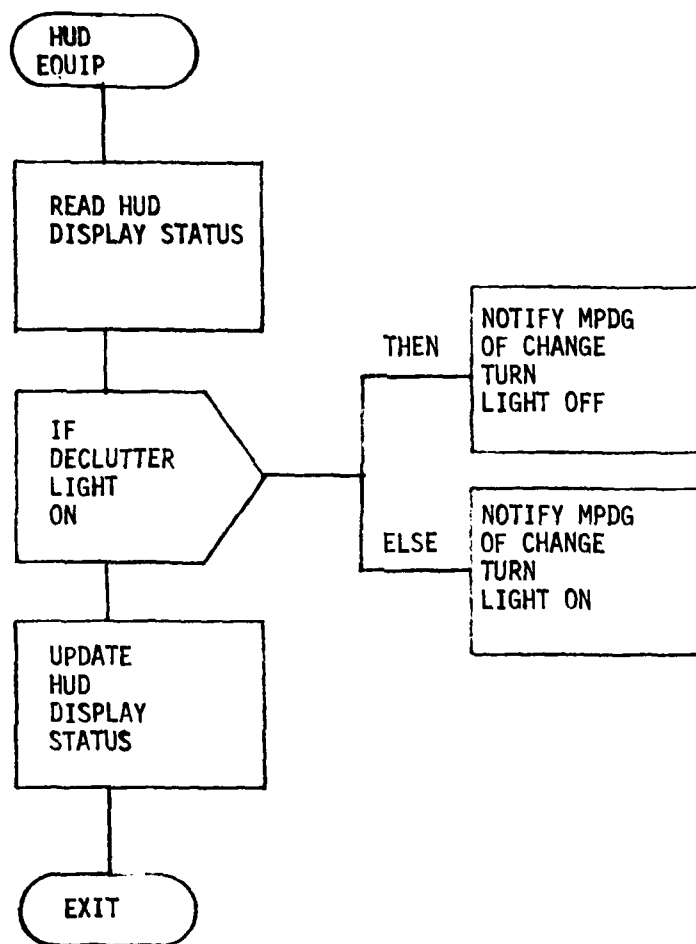 HUD
EQUIP
READ HUD
DISPLAY STATUS
IF
DECLUTTER
LIGHT
ON
THEN
NOTIFY MPDG
OF CHANGE
TURN
LIGHT OFF
ELSE
NOTIFY MPDG
OF CHANGE
TURN
LIGHT ON
UPDATE
HUD
DISPLAY
STATUS
EXIT